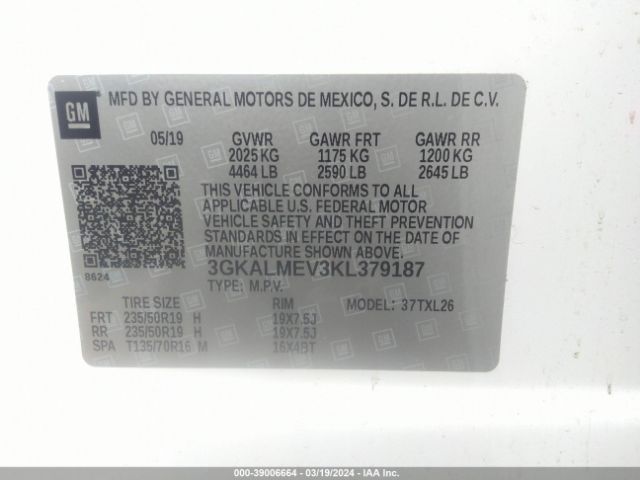 GM
MFD BY GENERAL MOTORS DE MEXICO, S. DE R.L. DE C.V.
05/19 GVWR GAWR FRT GAWR RR
2025 KG 1175 KG 1200 KG
4464 LB 2590 LB 2645 LB
THIS VEHICLE CONFORMS TO ALL
APPLICABLE U.S. FEDERAL MOTOR
VEHICLE SAFETY AND THEFT PREVENTION
STANDARDS IN EFFECT ON THE DATE OF
MANUFACTURE SHOWN ABOVE.
8624
3GKALMEV3KL379187
TYPE: M.P.V.
TIRE SIZE RIM MODEL: 37TXL26
FRT 235/50R19 H 19X7.5J
RR 235/50R19 H 19X7.5J
SPA T135/70R16 M 16X4BT
000-39006664 - 03/19/2024 - IAA Inc.